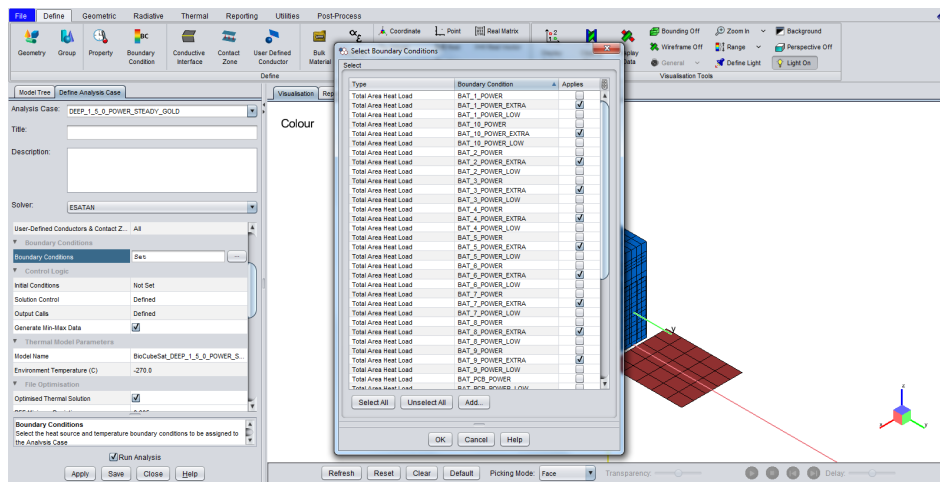 File Define Geometric Radiative Thermal Reporting Utilities Post-Process
Geometry Group Property Boundary Condition Conductive Interface Contact Zone User Defined Conductor Bulk Material
Coordinate Point Real Matrix
Bounding Off Zoom In Background
Wireframe Off Range Perspective Off
General Define Light Light On
Define
Visualisation Tools
Model Tree Define Analysis Case
Visualisation
Analysis Case: DEEP_1_5_0_POWER_STEADY_GOLD
Title:
Description:
Solver: ESATAN
User-Defined Conductors & Contact Z... All
Boundary Conditions
Boundary Conditions Set ...
Control Logic
Initial Conditions Not Set
Solution Control Defined
Output Calls Defined
Generate Min-Max Data
Thermal Model Parameters
Model Name BioCubeSat_DEEP_1_5_0_POWER_S...
Environment Temperature (C) -270.0
File Optimisation
Optimised Thermal Solution
Boundary Conditions
Select the heat source and temperature boundary conditions to be assigned to
the Analysis Case
Run Analysis
Apply Save Close Help
Colour
Select Boundary Conditions
Select
Type Boundary Condition Applies
Total Area Heat Load BAT_1_POWER
Total Area Heat Load BAT_1_POWER_EXTRA
Total Area Heat Load BAT_1_POWER_LOW
Total Area Heat Load BAT_10_POWER
Total Area Heat Load BAT_10_POWER_EXTRA
Total Area Heat Load BAT_10_POWER_LOW
Total Area Heat Load BAT_2_POWER
Total Area Heat Load BAT_2_POWER_EXTRA
Total Area Heat Load BAT_2_POWER_LOW
Total Area Heat Load BAT_3_POWER
Total Area Heat Load BAT_3_POWER_EXTRA
Total Area Heat Load BAT_3_POWER_LOW
Total Area Heat Load BAT_4_POWER
Total Area Heat Load BAT_4_POWER_EXTRA
Total Area Heat Load BAT_4_POWER_LOW
Total Area Heat Load BAT_5_POWER
Total Area Heat Load BAT_5_POWER_EXTRA
Total Area Heat Load BAT_5_POWER_LOW
Total Area Heat Load BAT_6_POWER
Total Area Heat Load BAT_6_POWER_EXTRA
Total Area Heat Load BAT_6_POWER_LOW
Total Area Heat Load BAT_7_POWER
Total Area Heat Load BAT_7_POWER_EXTRA
Total Area Heat Load BAT_7_POWER_LOW
Total Area Heat Load BAT_8_POWER
Total Area Heat Load BAT_8_POWER_EXTRA
Total Area Heat Load BAT_8_POWER_LOW
Total Area Heat Load BAT_9_POWER
Total Area Heat Load BAT_9_POWER_EXTRA
Total Area Heat Load BAT_9_POWER_LOW
Total Area Heat Load BAT_PCB_POWER
Total Area Heat Load BAT_PCB_POWER_LOW
Select All Unselect All Add...
OK Cancel Help
y
z
x y
Refresh Reset Clear Default Picking Mode: Face Transparency Delay